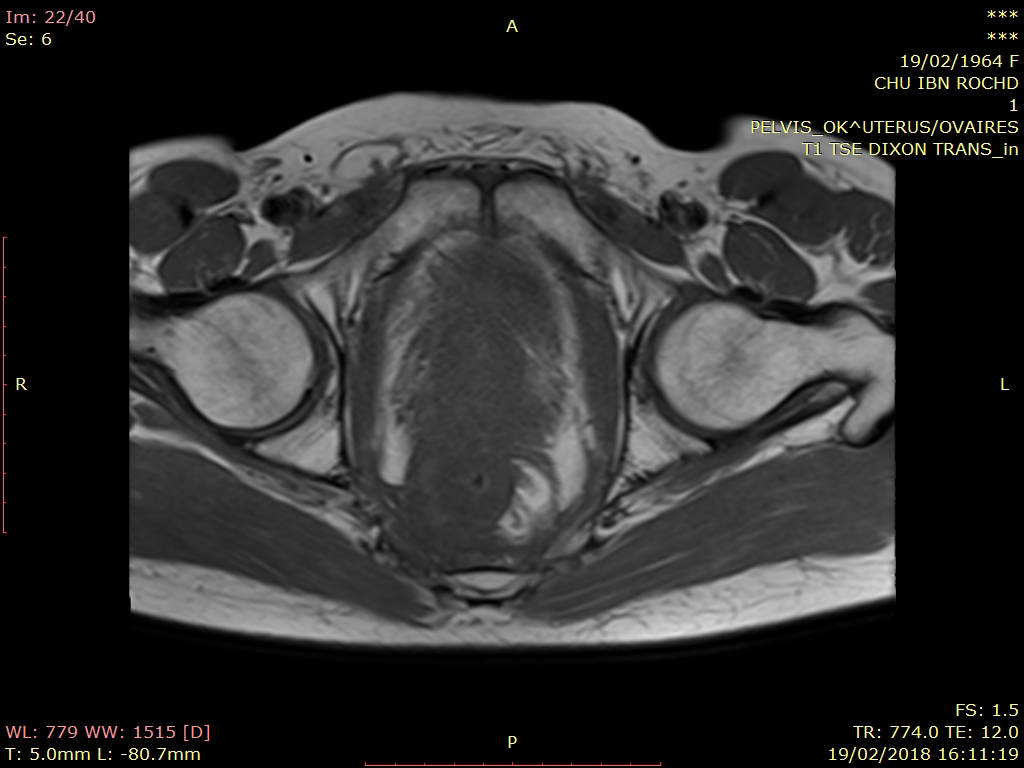 Im: 22/40
Se: 6
A
***
***
19/02/1964 F
CHU IBN ROCHD
1
PELVIS_OK^UTERUS/OVAIRES
T1 TSE DIXON TRANS_in
R
L
WL: 779 WW: 1515 [D]
T: 5.0mm L: -80.7mm
P
FS: 1.5
TR: 774.0 TE: 12.0
19/02/2018 16:11:19